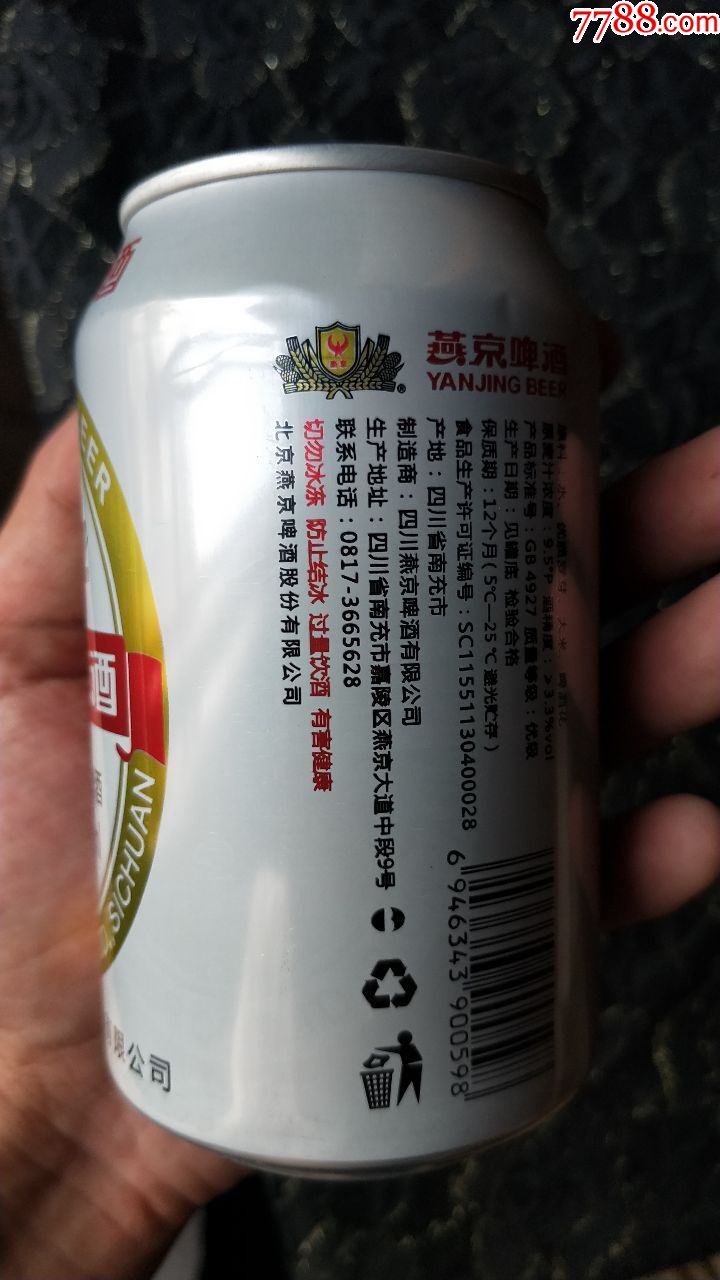 7788.com
酒
燕京啤酒
YANJING BEER
原麦汁浓度：9.5°P 酒精度：≥3.3%vol
产品标准号：GB 4927 质量等级：优级
生产日期：见罐底 检验合格
保质期：12个月(5℃—25℃避光贮存)
食品生产许可证编号：SC11551130400028
产地：四川省南充市
制造商：四川燕京啤酒有限公司
生产地址：四川省南充市嘉陵区燕京大道中段9号
联系电话：0817-3665628
切勿冰冻 防止结冰 过量饮酒 有害健康
北京燕京啤酒股份有限公司
6 946343 900598
EER
酒
SICHUAN
限公司